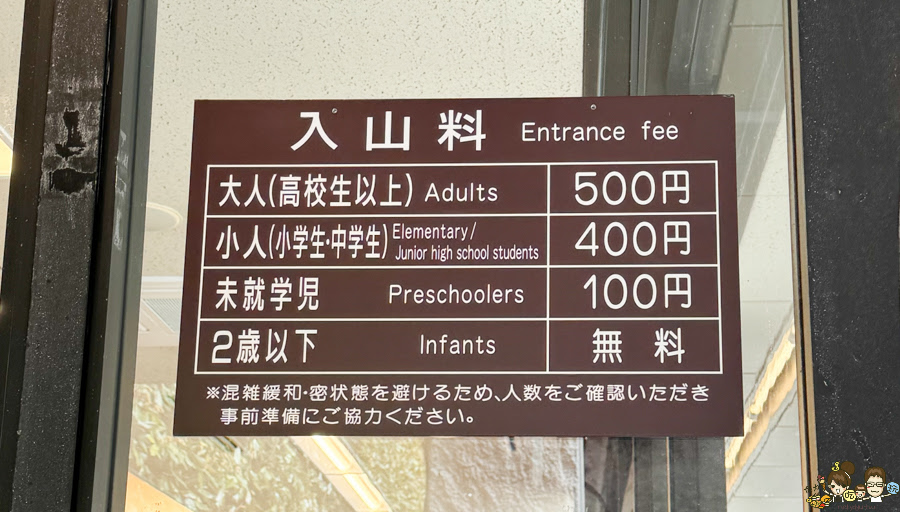 入山料 Entrance fee
大人(高校生以上) Adults 500円
小人(小学生・中学生) Elementary/
Junior high school students 400円
未就学児 Preschoolers 100円
2歳以下 Infants 無料
※混雑緩和・密状態を避けるため、人数をご確認いただき
事前準備にご協力ください。